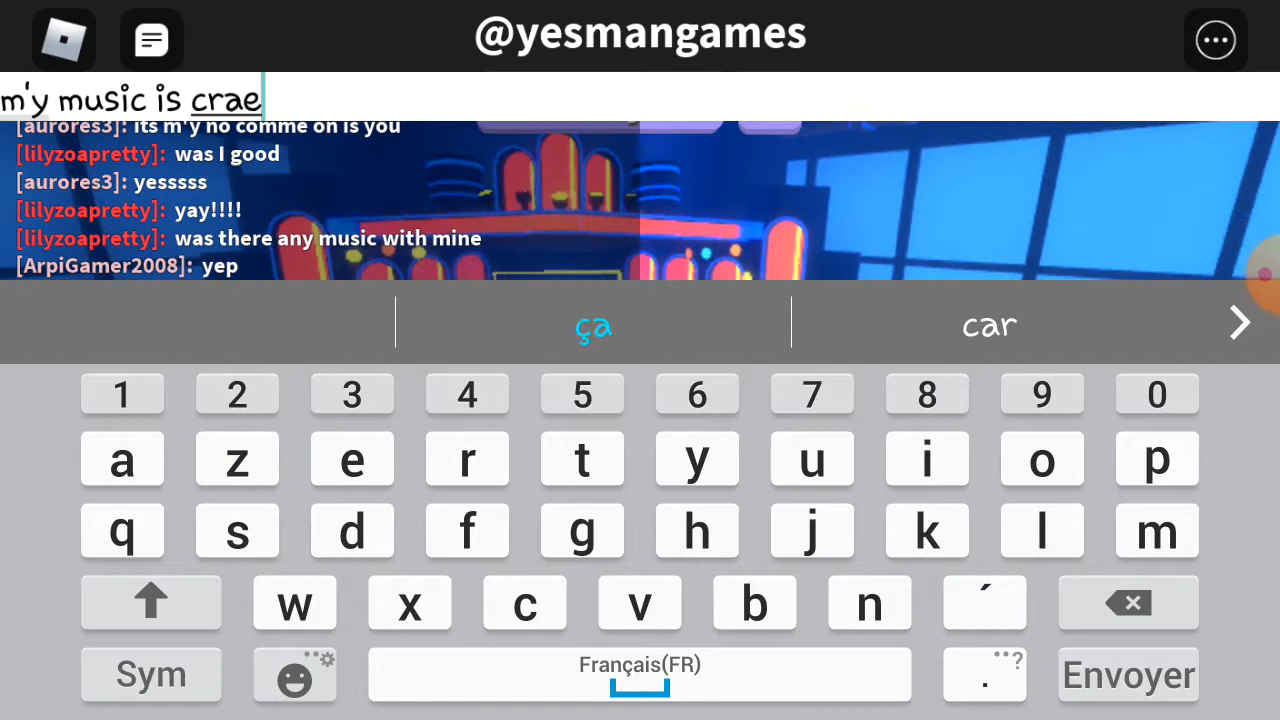 @yesmangames
m'y music is crae
[aurores3]: its m'y no comme on is you
[lilyzoapretty]: was I good
[aurores3]: yesssss
[lilyzoapretty]: yay!!!!
[lilyzoapretty]: was there any music with mine
[ArpiGamer2008]: yep
ça car
1 2 3 4 5 6 7 8 9 0
a z e r t y u i o p
q s d f g h j k l m
w x c v b n ´
Sym Français(FR) . ? Envoyer